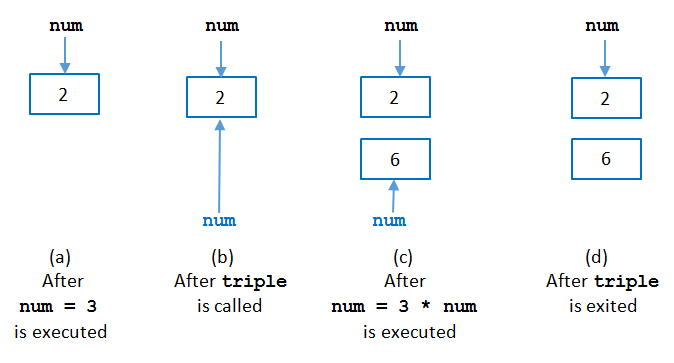 num num num num
2 2 2 2
6 6
num num
(a) (b) (c) (d)
After After triple After After triple
num = 3 is called num = 3 * num is exited
is executed is executed